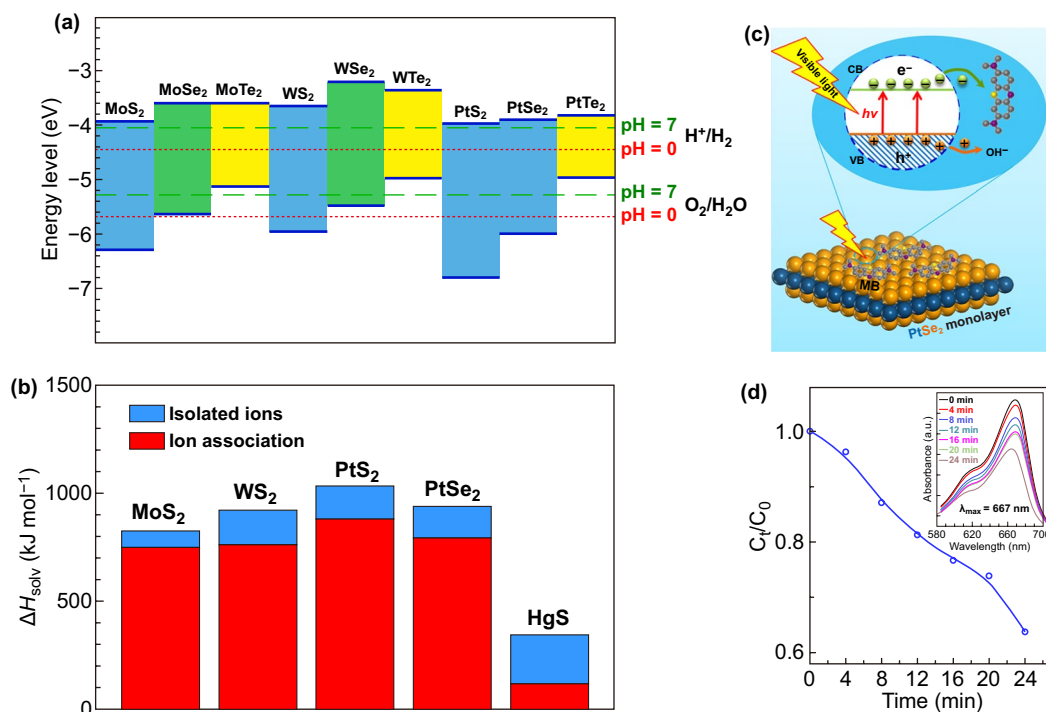 (a)
Energy level (eV)
−3
−4
−5
−6
−7
MoS₂
MoSe₂
MoTe₂
WS₂
WSe₂
WTe₂
PtS₂
PtSe₂
PtTe₂
pH = 7
pH = 0
H⁺/H₂
pH = 7
pH = 0
O₂/H₂O
(b)
ΔH_solv (kJ mol⁻¹)
1500
1000
500
0
Isolated ions
Ion association
MoS₂
WS₂
PtS₂
PtSe₂
HgS
(c)
Visible light
CB
e⁻
hv
VB
h⁺
OH⁻
MB
PtSe₂ monolayer
(d)
C_t/C₀
1.0
0.8
0.6
0 4 8 12 16 20 24
Time (min)
0 min
4 min
8 min
12 min
16 min
20 min
24 min
Absorbance (a.u.)
λ_max = 667 nm
580 620 660 700
Wavelength (nm)